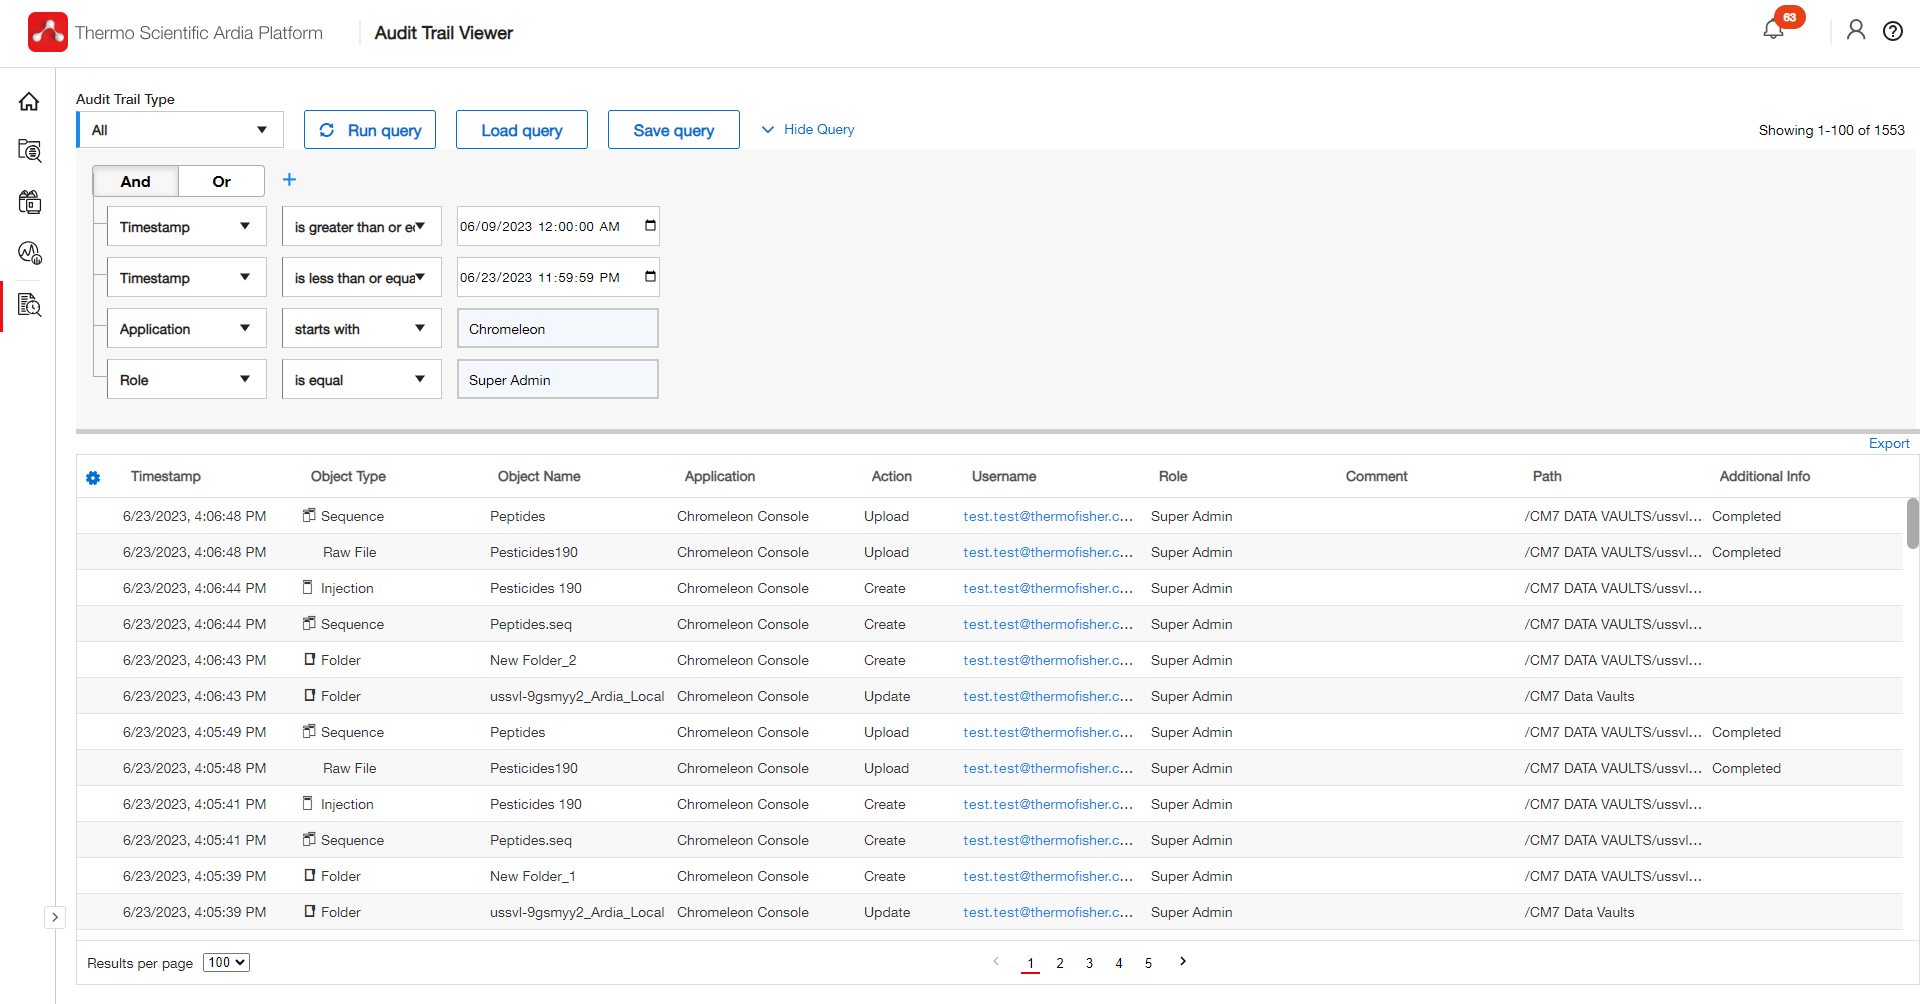 Thermo Scientific Ardia Platform Audit Trail Viewer 63
Audit Trail Type
All Run query Load query Save query Hide Query Showing 1-100 of 1553
And Or +
Timestamp is greater than or e 06/09/2023 12:00:00 AM
Timestamp is less than or equa 06/23/2023 11:59:59 PM
Application starts with Chromeleon
Role is equal Super Admin
Export
Timestamp Object Type Object Name Application Action Username Role Comment Path Additional Info
6/23/2023, 4:06:48 PM Sequence Peptides Chromeleon Console Upload test.test@thermofisher.c... Super Admin /CM7 DATA VAULTS/ussvl... Completed
6/23/2023, 4:06:48 PM Raw File Pesticides190 Chromeleon Console Upload test.test@thermofisher.c... Super Admin /CM7 DATA VAULTS/ussvl... Completed
6/23/2023, 4:06:44 PM Injection Pesticides 190 Chromeleon Console Create test.test@thermofisher.c... Super Admin /CM7 DATA VAULTS/ussvl...
6/23/2023, 4:06:44 PM Sequence Peptides.seq Chromeleon Console Create test.test@thermofisher.c... Super Admin /CM7 DATA VAULTS/ussvl...
6/23/2023, 4:06:43 PM Folder New Folder_2 Chromeleon Console Create test.test@thermofisher.c... Super Admin /CM7 DATA VAULTS/ussvl...
6/23/2023, 4:06:43 PM Folder ussvl-9gsmyy2_Ardia_Local Chromeleon Console Update test.test@thermofisher.c... Super Admin /CM7 Data Vaults
6/23/2023, 4:05:49 PM Sequence Peptides Chromeleon Console Upload test.test@thermofisher.c... Super Admin /CM7 DATA VAULTS/ussvl... Completed
6/23/2023, 4:05:48 PM Raw File Pesticides190 Chromeleon Console Upload test.test@thermofisher.c... Super Admin /CM7 DATA VAULTS/ussvl... Completed
6/23/2023, 4:05:41 PM Injection Pesticides 190 Chromeleon Console Create test.test@thermofisher.c... Super Admin /CM7 DATA VAULTS/ussvl...
6/23/2023, 4:05:41 PM Sequence Peptides.seq Chromeleon Console Create test.test@thermofisher.c... Super Admin /CM7 DATA VAULTS/ussvl...
6/23/2023, 4:05:39 PM Folder New Folder_1 Chromeleon Console Create test.test@thermofisher.c... Super Admin /CM7 DATA VAULTS/ussvl...
6/23/2023, 4:05:39 PM Folder ussvl-9gsmyy2_Ardia_Local Chromeleon Console Update test.test@thermofisher.c... Super Admin /CM7 Data Vaults
Results per page 100 1 2 3 4 5